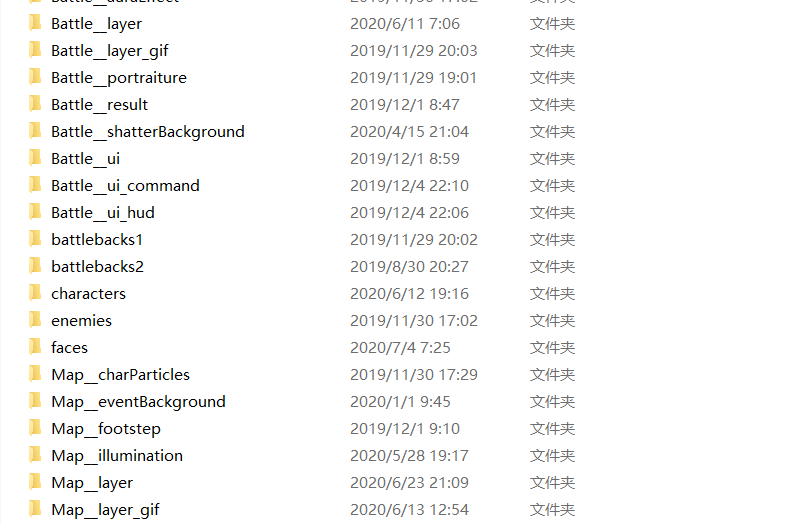 Battle__layer 2020/6/11 7:06 文件夹
Battle__layer_gif 2019/11/29 20:03 文件夹
Battle__portraiture 2019/11/29 19:01 文件夹
Battle__result 2019/12/1 8:47 文件夹
Battle__shatterBackground 2020/4/15 21:04 文件夹
Battle__ui 2019/12/1 8:59 文件夹
Battle__ui_command 2019/12/4 22:10 文件夹
Battle__ui_hud 2019/12/4 22:06 文件夹
battlebacks1 2019/11/29 20:02 文件夹
battlebacks2 2019/8/30 20:27 文件夹
characters 2020/6/12 19:16 文件夹
enemies 2019/11/30 17:02 文件夹
faces 2020/7/4 7:25 文件夹
Map__charParticles 2019/11/30 17:29 文件夹
Map__eventBackground 2020/1/1 9:45 文件夹
Map__footstep 2019/12/1 9:10 文件夹
Map__illumination 2020/5/28 19:17 文件夹
Map__layer 2020/6/23 21:09 文件夹
Map__layer_gif 2020/6/13 12:54 文件夹